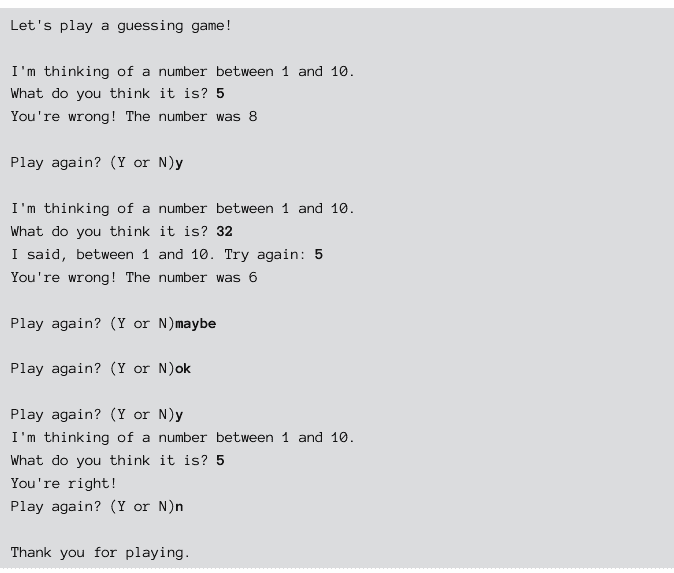 Let's play a guessing game!
I'm thinking of a number between 1 and 10.
What do you think it is? 5
You're wrong! The number was 8
Play again? (Y or N)y
I'm thinking of a number between 1 and 10.
What do you think it is? 32
I said, between 1 and 10. Try again: 5
You're wrong! The number was 6
Play again? (Y or N)maybe
Play again? (Y or N)ok
Play again? (Y or N)y
I'm thinking of a number between 1 and 10.
What do you think it is? 5
You're right!
Play again? (Y or N)n
Thank you for playing.